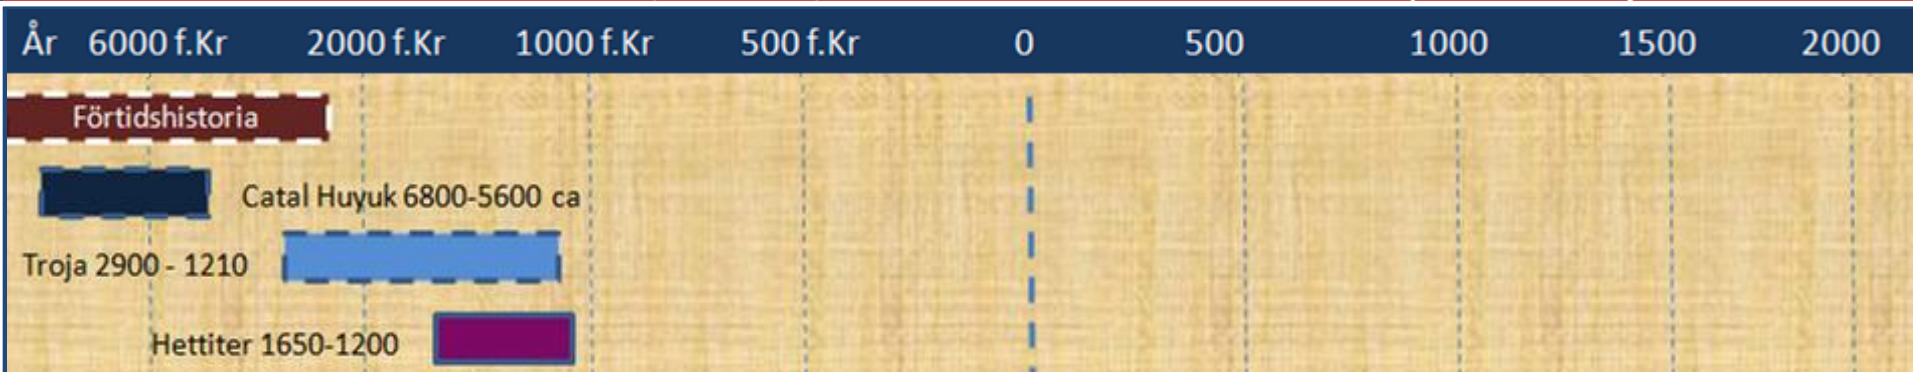 År 6000 f.Kr 2000 f.Kr 1000 f.Kr 500 f.Kr 0 500 1000 1500 2000
Förtidshistoria
Catal Huyuk 6800-5600 ca
Troja 2900 - 1210
Hettiter 1650-1200